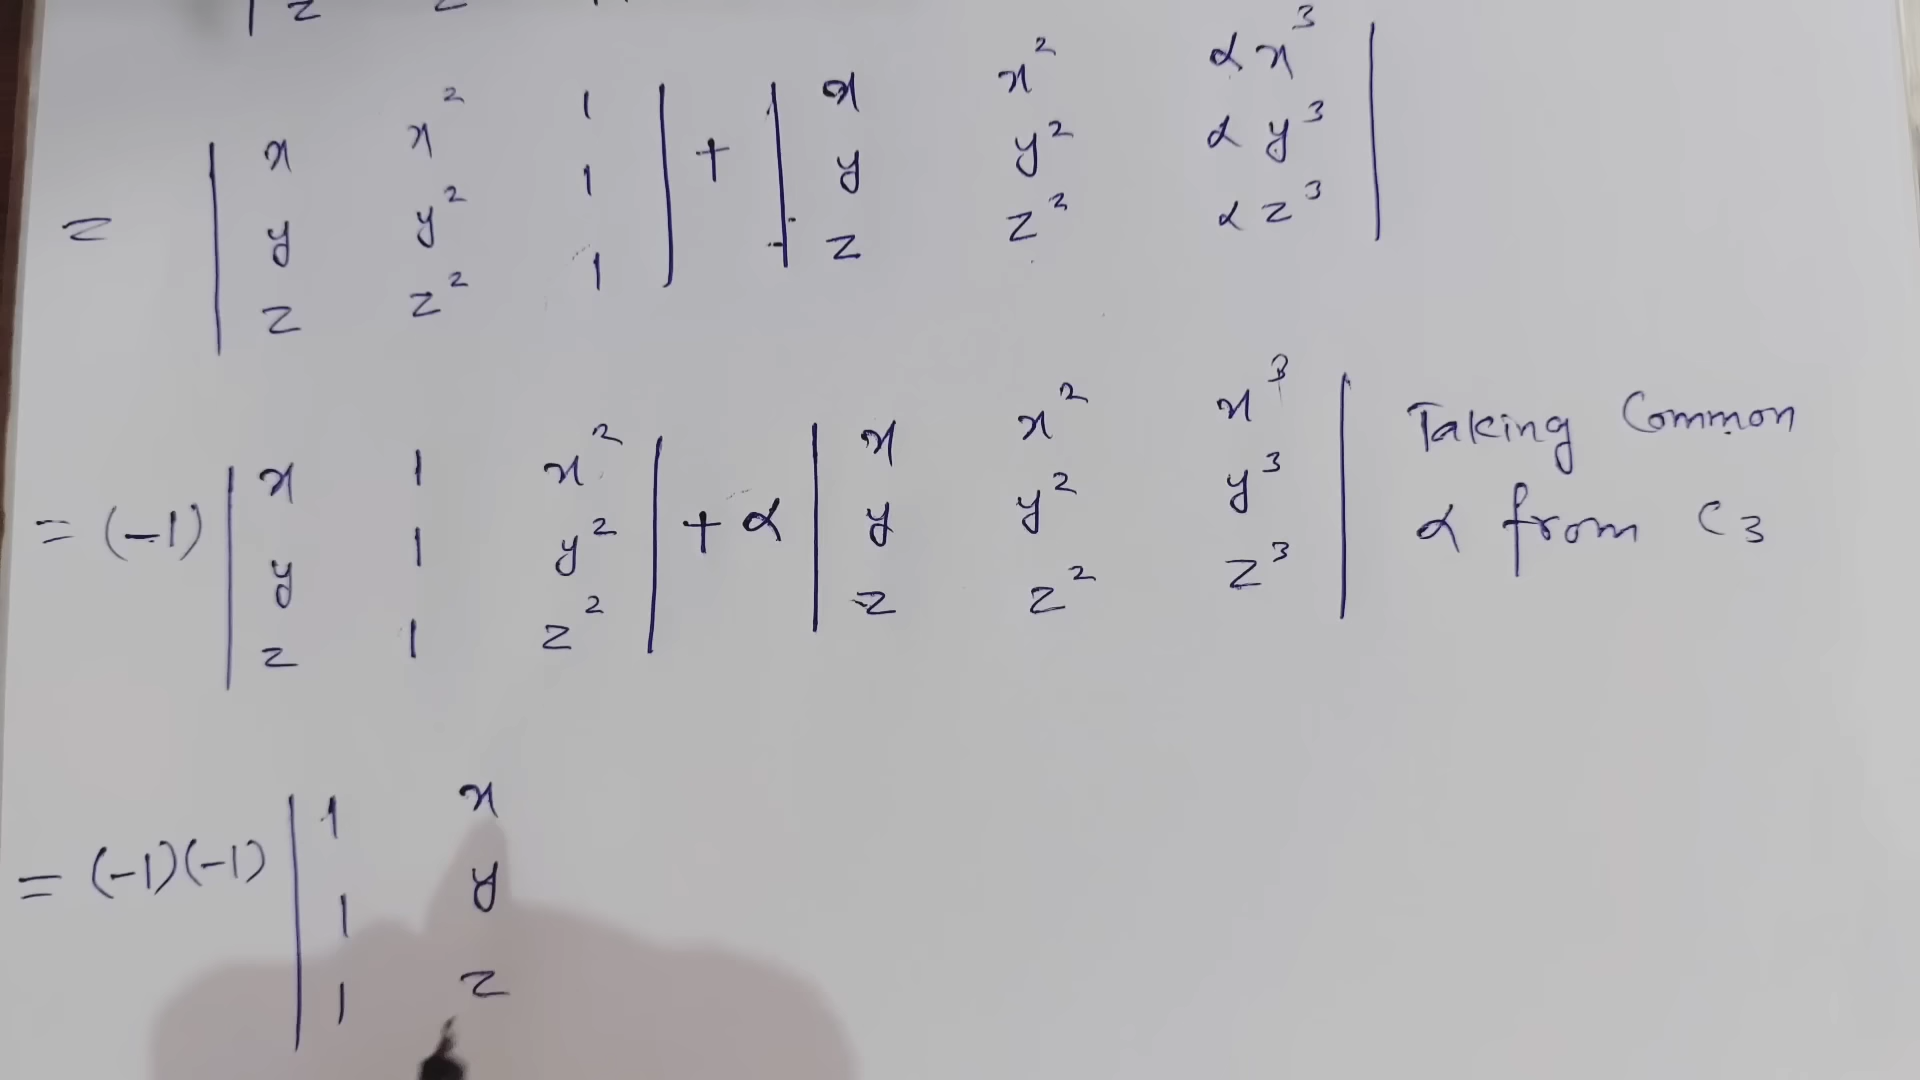 | z z
= | x x² 1 | + | x x² αx³ |
| y y² 1 | | y y² αy³ |
| z z² 1 | | z z² αz³ |
= (-1) | x 1 x² | + α | x x² x³ | Taking Common
| y 1 y² | | y y² y³ | α from C3
| z 1 z² | | z z² z³ |
= (-1)(-1) | 1 x
| 1 y
| 1 z